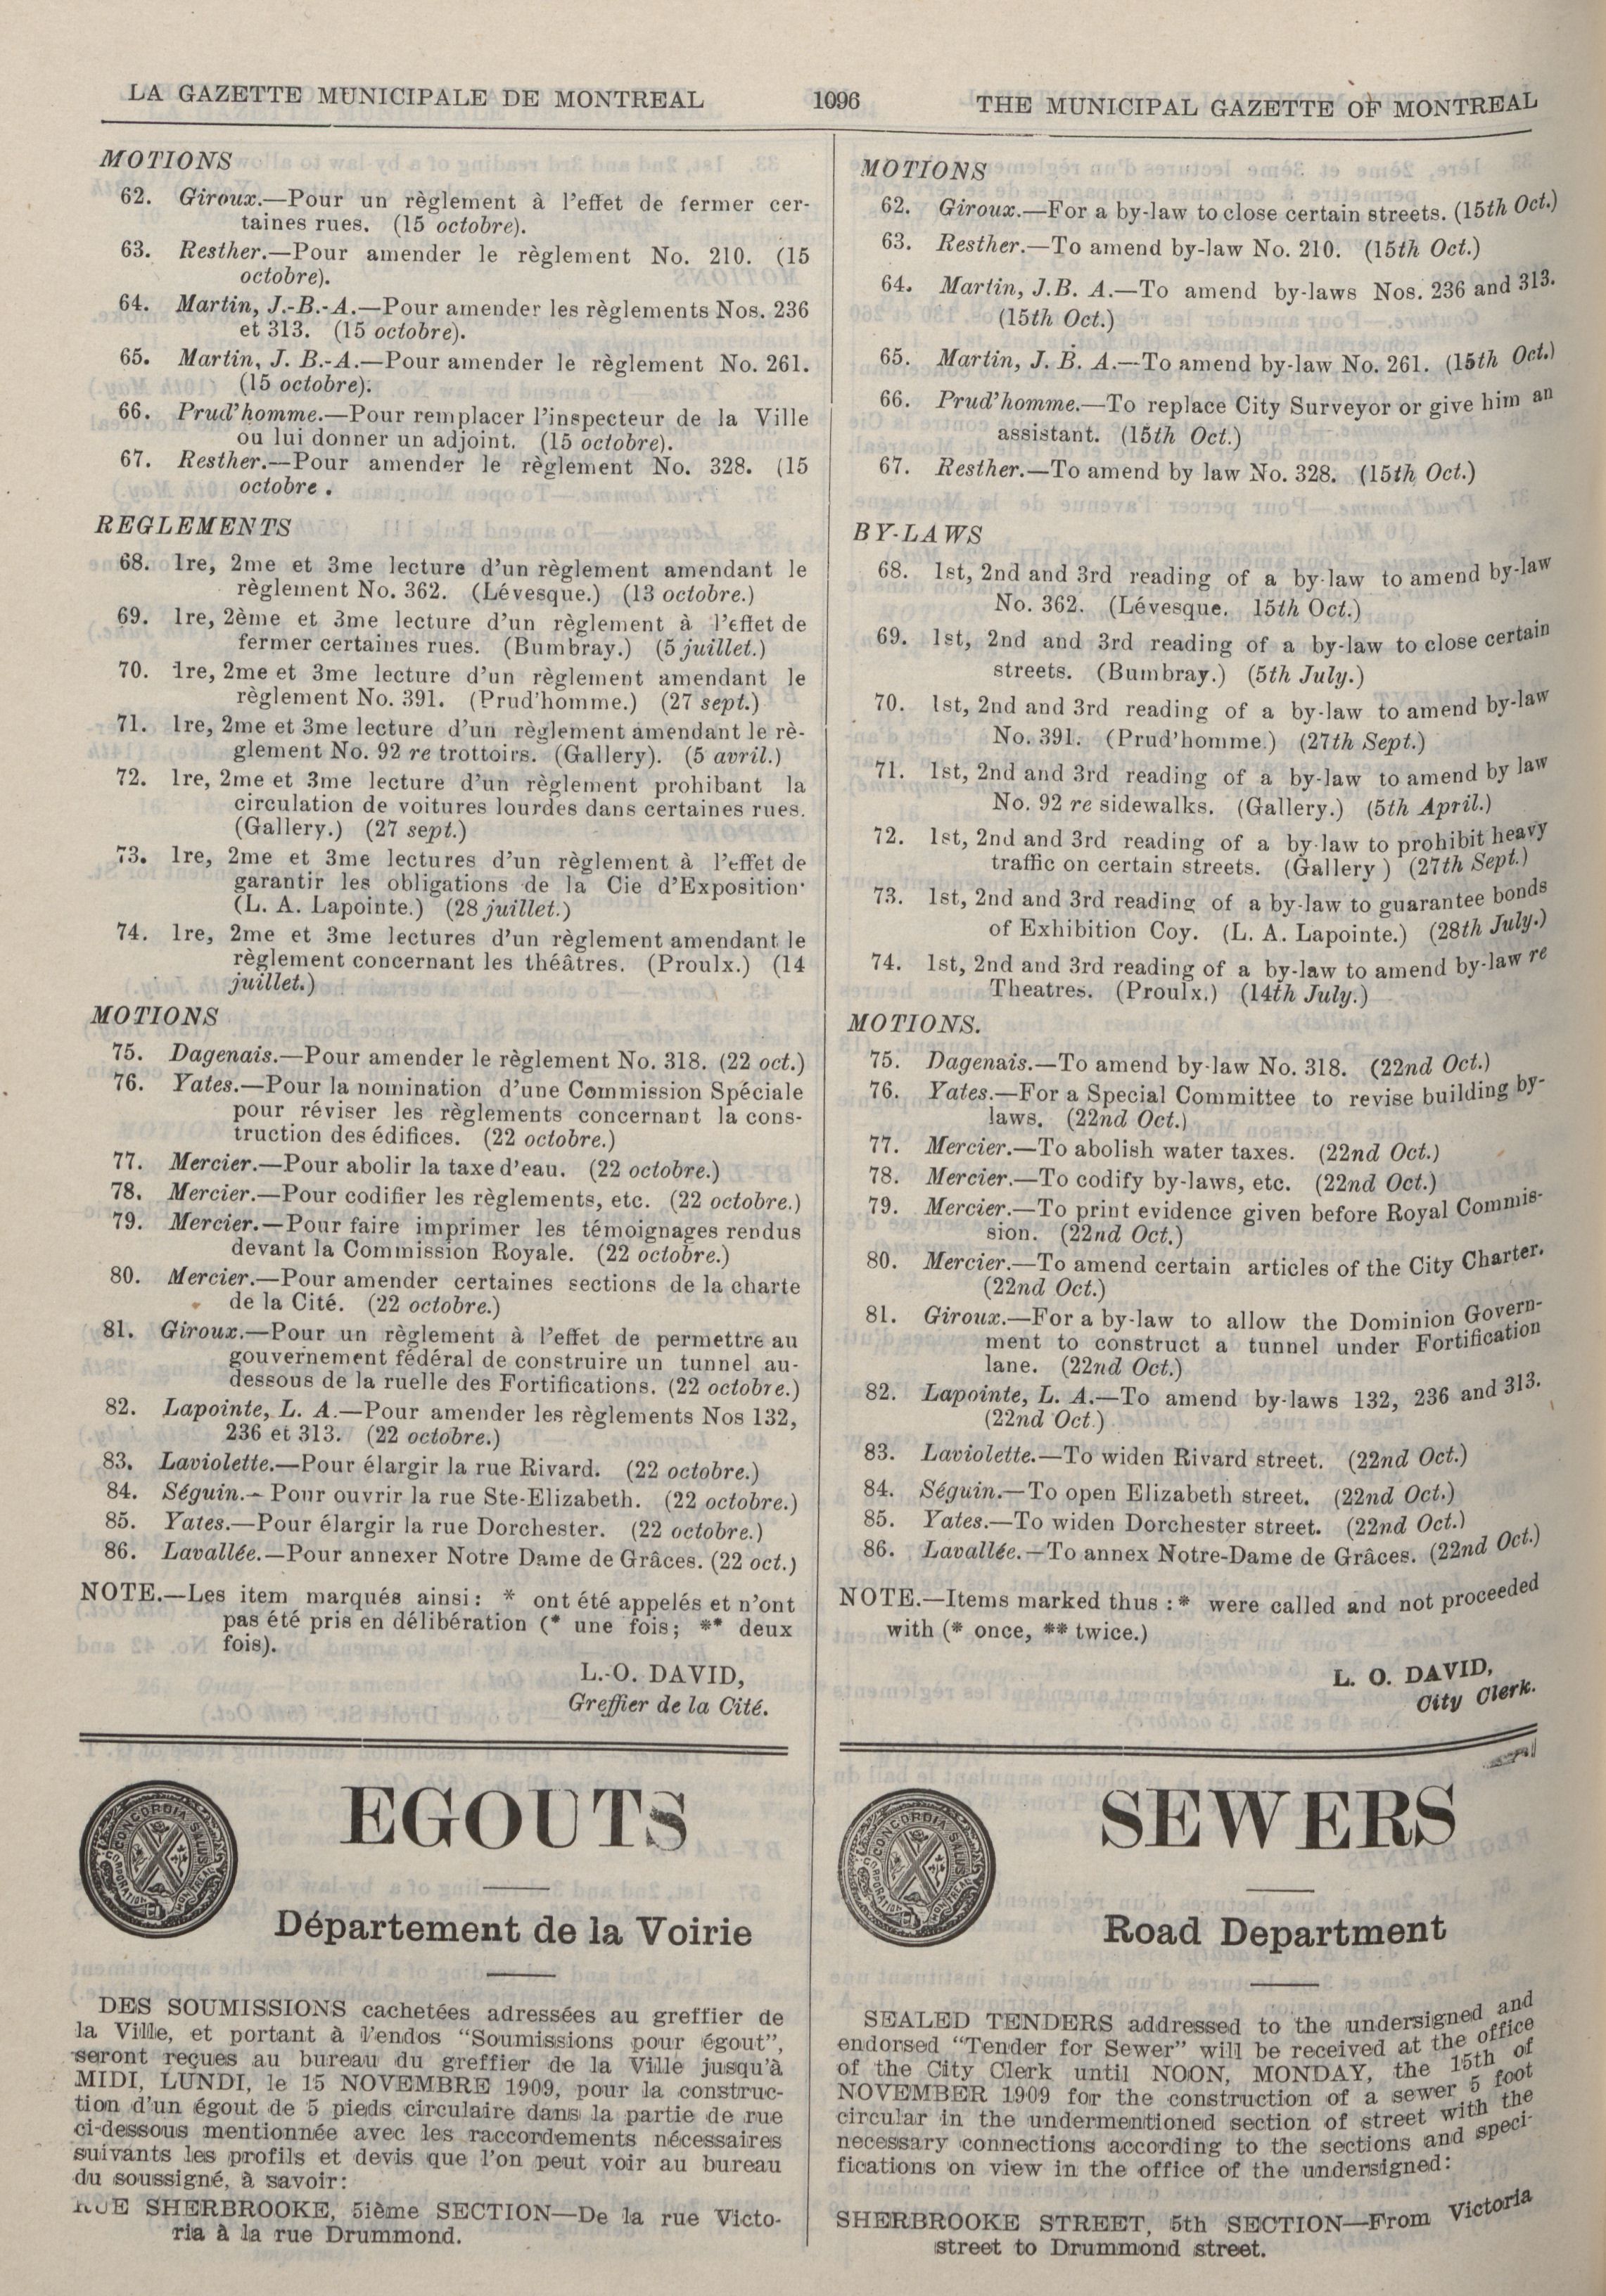 LA GAZETTE MUNICIPALE DE MONTREAL
1096
THE MUNICIPAL GAZETTE OF MONTREAL
MOTIONS
62. Giroux.—Pour un règlement à l'effet de fermer cer-
taines rues. (15 octobre).
63. Resther.—Pour amender le règlement No. 210. (15
octobre).
64. Martin, J.-B.-A.—Pour amender les règlements Nos. 236
et 313. (15 octobre).
65. Martin, J. B.-A.—Pour amender le règlement No. 261.
(15 octobre).
66. Prud'homme.—Pour remplacer l'inspecteur de la Ville
ou lui donner un adjoint. (15 octobre).
67. Resther.—Pour amender le règlement No. 328. (15
octobre .
REGLEMENTS
68. 1re, 2me et 3me lecture d'un règlement amendant le
règlement No. 362. (Lévesque.) (13 octobre.)
69. 1re, 2ème et 3me lecture d'un règlement à l'effet de
fermer certaines rues. (Bumbray.) (5 juillet.)
70. 1re, 2me et 3me lecture d'un règlement amendant le
règlement No. 391. (Prud'homme.) (27 sept.)
71. 1re, 2me et 3me lecture d'un règlement amendant le rè-
glement No. 92 re trottoirs. (Gallery). (5 avril.)
72. 1re, 2me et 3me lecture d'un règlement prohibant la
circulation de voitures lourdes dans certaines rues.
(Gallery.) (27 sept.)
73. 1re, 2me et 3me lectures d'un règlement à l'effet de
garantir les obligations de la Cie d'Exposition·
(L. A. Lapointe.) (28 juillet.)
74. 1re, 2me et 3me lectures d'un règlement amendant le
règlement concernant les théâtres. (Proulx.) (14
juillet.)
MOTIONS
75. Dagenais.—Pour amender le règlement No. 318. (22 oct.)
76. Yates.—Pour la nomination d'une Commission Spéciale
pour réviser les règlements concernant la cons-
truction des édifices. (22 octobre.)
77. Mercier.—Pour abolir la taxe d'eau. (22 octobre.)
78. Mercier.—Pour codifier les règlements, etc. (22 octobre.)
79. Mercier.—Pour faire imprimer les témoignages rendus
devant la Commission Royale. (22 octobre.)
80. Mercier.—Pour amender certaines sections de la charte
de la Cité. (22 octobre.)
81. Giroux.—Pour un règlement à l'effet de permettre au
gouvernement fédéral de construire un tunnel au-
dessous de la ruelle des Fortifications. (22 octobre.)
82. Lapointe, L. A.—Pour amender les règlements Nos 132,
236 et 313. (22 octobre.)
83. Laviolette.—Pour élargir la rue Rivard. (22 octobre.)
84. Séguin.—Pour ouvrir la rue Ste-Elizabeth. (22 octobre.)
85. Yates.—Pour élargir la rue Dorchester. (22 octobre.)
86. Lavallée.—Pour annexer Notre Dame de Grâces. (22 oct.)
NOTE.—Les item marqués ainsi: * ont été appelés et n'ont
pas été pris en délibération (* une fois; ** deux
fois).
L.-O. DAVID,
Greffier de la Cité.
EGOUTS
Département de la Voirie
DES SOUMISSIONS cachetées adressées au greffier de
la Ville, et portant à l'endos "Soumissions pour égout",
seront reçues au bureau du greffier de la Ville jusqu'à
MIDI, LUNDI, le 15 NOVEMBRE 1909, pour la construc-
tion d'un égout de 5 pieds circulaire dans la partie de rue
ci-dessous mentionnée avec les raccordements nécessaires
suivants les profils et devis que l'on peut voir au bureau
du soussigné, à savoir:
RUE SHERBROOKE, 5ième SECTION—De la rue Victo-
ria à la rue Drummond.
MOTIONS
62. Giroux.—For a by-law to close certain streets. (15th Oct.)
63. Resther.—To amend by-law No. 210. (15th Oct.)
64. Martin, J.B. A.—To amend by-laws Nos. 236 and 313.
(15th Oct.)
65. Martin, J. B. A.—To amend by-law No. 261. (15th Oct.)
66. Prud'homme.—To replace City Surveyor or give him an
assistant. (15th Oct.)
67. Resther.—To amend by law No. 328. (15th Oct.)
BY-LAWS
68. 1st, 2nd and 3rd reading of a by-law to amend by-law
No. 362. (Lévesque. 15th Oct.)
69. 1st, 2nd and 3rd reading of a by-law to close certain
streets. (Bumbray.) (5th July.)
70. 1st, 2nd and 3rd reading of a by-law to amend by-law
No. 391. (Prud'homme.) (27th Sept.)
71. 1st, 2nd and 3rd reading of a by-law to amend by law
No. 92 re sidewalks. (Gallery.) (5th April.)
72. 1st, 2nd and 3rd reading of a by-law to prohibit heavy
traffic on certain streets. (Gallery ) (27th Sept.)
73. 1st, 2nd and 3rd reading of a by-law to guarantee bonds
of Exhibition Coy. (L. A. Lapointe.) (28th July.)
74. 1st, 2nd and 3rd reading of a by-law to amend by-law re
Theatres. (Proulx.) (14th July.)
MOTIONS.
75. Dagenais.—To amend by-law No. 318. (22nd Oct.)
76. Yates.—For a Special Committee to revise building by-
laws. (22nd Oct.)
77. Mercier.—To abolish water taxes. (22nd Oct.)
78. Mercier.—To codify by-laws, etc. (22nd Oct.)
79. Mercier.—To print evidence given before Royal Commis-
sion. (22nd Oct.)
80. Mercier.—To amend certain articles of the City Charter.
(22nd Oct.)
81. Giroux.—For a by-law to allow the Dominion Govern-
ment to construct a tunnel under Fortification
lane. (22nd Oct.)
82. Lapointe, L. A.—To amend by-laws 132, 236 and 313.
(22nd Oct.)
83. Laviolette.—To widen Rivard street. (22nd Oct.)
84. Séguin.—To open Elizabeth street. (22nd Oct.)
85. Yates.—To widen Dorchester street. (22nd Oct.)
86. Lavallée.—To annex Notre-Dame de Grâces. (22nd Oct.)
NOTE.—Items marked thus :* were called and not proceeded
with (* once, ** twice.)
L. O. DAVID,
City Clerk.
SEWERS
Road Department
SEALED TENDERS addressed to the undersigned and
endorsed "Tender for Sewer" will be received at the office
of the City Clerk until NOON, MONDAY, the 15th of
NOVEMBER 1909 for the construction of a sewer 5 foot
circular in the undermentioned section of street with the
necessary connections according to the sections and speci-
fications on view in the office of the undersigned:
SHERBROOKE STREET, 5th SECTION—From Victoria
street to Drummond street.
CONCORDIA SALUS
CORPORATION MONTREAL
CONCORDIA SALUS
CORPORATION MONTREAL